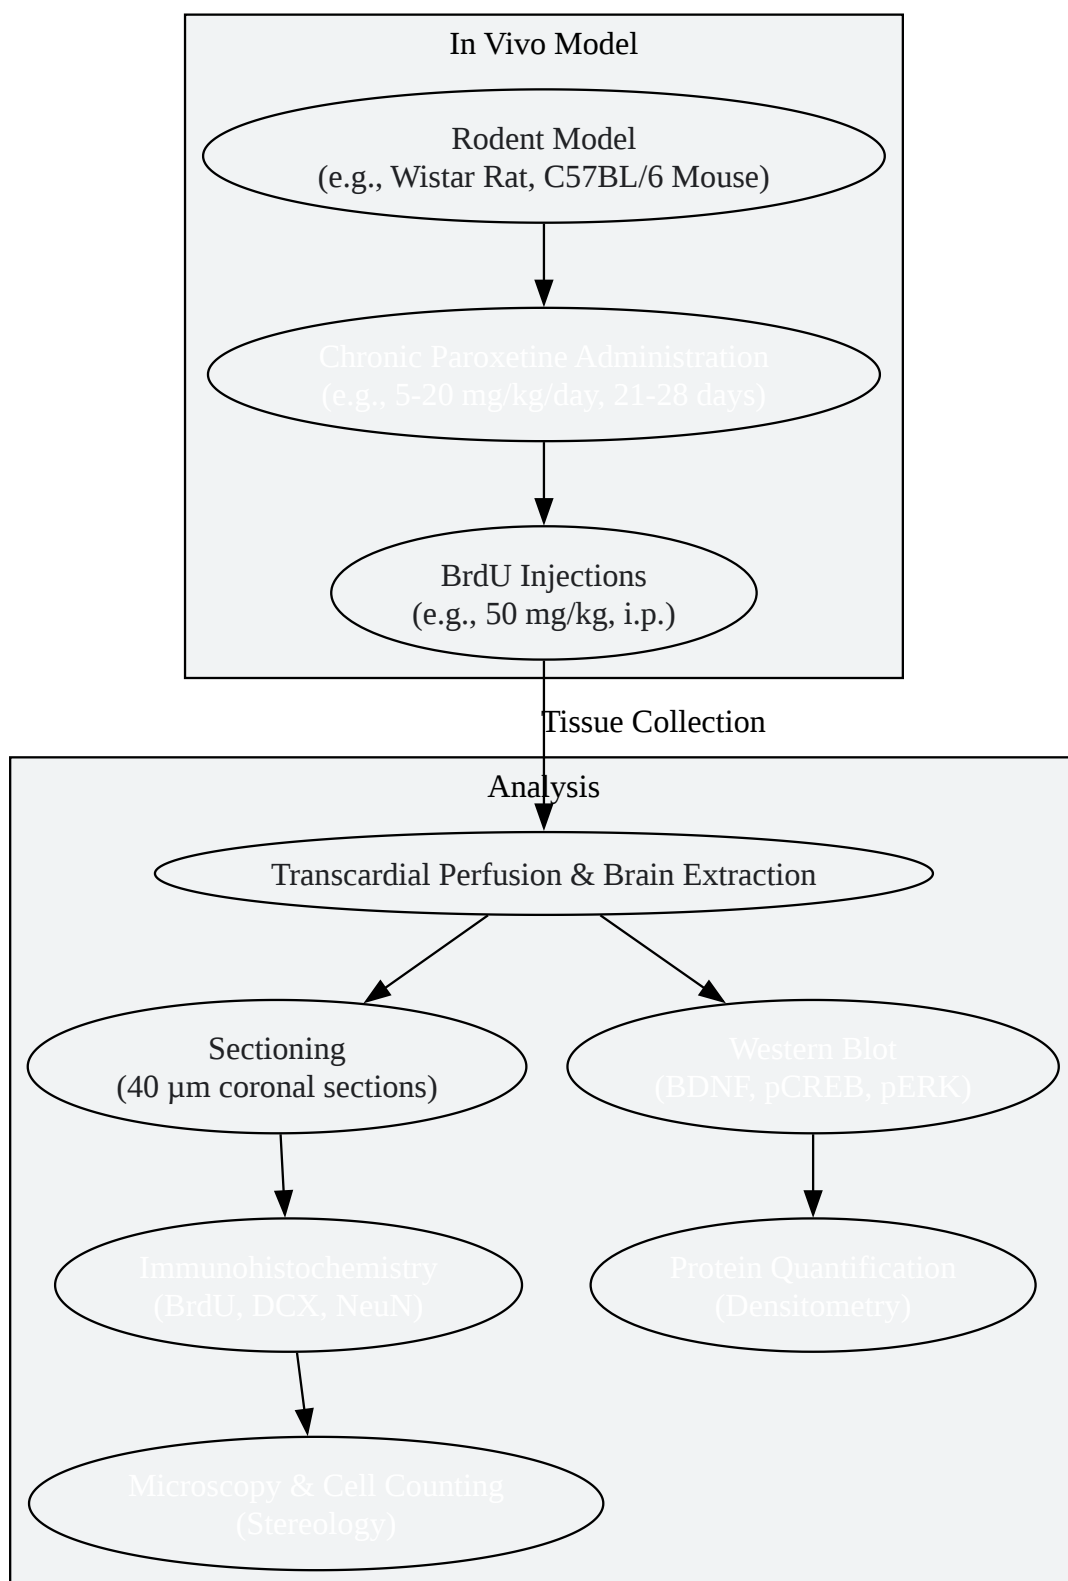 In Vivo Model
Rodent Model
(e.g., Wistar Rat, C57BL/6 Mouse)
Chronic Paroxetine Administration
(e.g., 5-20 mg/kg/day, 21-28 days)
BrdU Injections
(e.g., 50 mg/kg, i.p.)
Tissue Collection
Analysis
Transcardial Perfusion & Brain Extraction
Sectioning
(40 µm coronal sections)
Western Blot
(BDNF, pCREB, pERK)
Immunohistochemistry
(BrdU, DCX, NeuN)
Protein Quantification
(Densitometry)
Microscopy & Cell Counting
(Stereology)